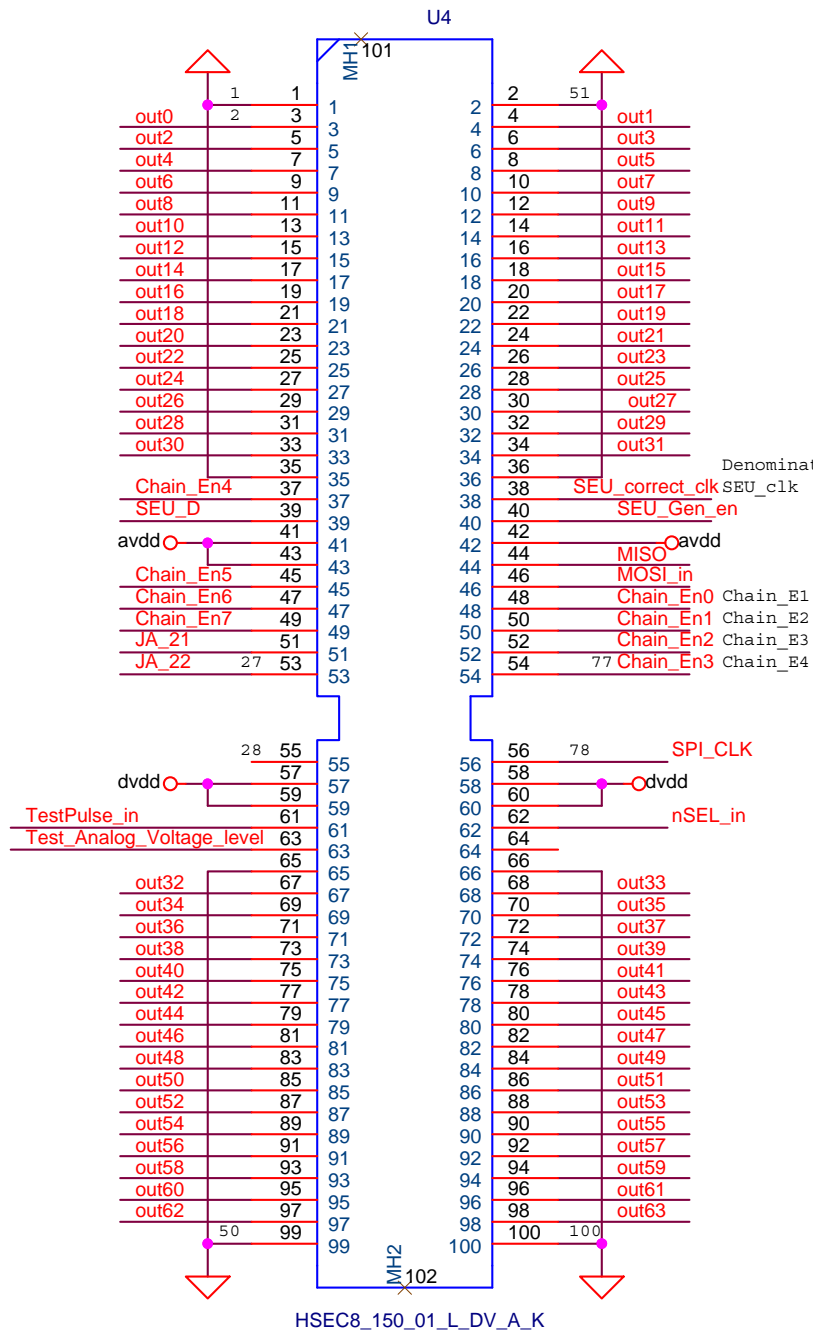 U4
MH1 101
1 1 1 2 2 51
out0 2 3 3 4 4 out1
out2 5 5 6 6 out3
out4 7 7 8 8 out5
out6 9 9 10 10 out7
out8 11 11 12 12 out9
out10 13 13 14 14 out11
out12 15 15 16 16 out13
out14 17 17 18 18 out15
out16 19 19 20 20 out17
out18 21 21 22 22 out19
out20 23 23 24 24 out21
out22 25 25 26 26 out23
out24 27 27 28 28 out25
out26 29 29 30 30 out27
out28 31 31 32 32 out29
out30 33 33 34 34 out31
35 35 36 36 Denominat
Chain_En4 37 37 38 38 SEU_correct_clk SEU_clk
SEU_D 39 39 40 40 SEU_Gen_en
avdd 41 41 42 42 avdd
43 43 44 44 MISO
Chain_En5 45 45 46 46 MOSI_in
Chain_En6 47 47 48 48 Chain_En0 Chain_E1
Chain_En7 49 49 50 50 Chain_En1 Chain_E2
JA_21 51 51 52 52 Chain_En2 Chain_E3
JA_22 27 53 53 54 54 77 Chain_En3 Chain_E4
28 55 55 56 56 78 SPI_CLK
dvdd 57 57 58 58 dvdd
59 59 60 60
TestPulse_in 61 61 62 62 nSEL_in
Test_Analog_Voltage_level 63 63 64 64
65 65 66 66
out32 67 67 68 68 out33
out34 69 69 70 70 out35
out36 71 71 72 72 out37
out38 73 73 74 74 out39
out40 75 75 76 76 out41
out42 77 77 78 78 out43
out44 79 79 80 80 out45
out46 81 81 82 82 out47
out48 83 83 84 84 out49
out50 85 85 86 86 out51
out52 87 87 88 88 out53
out54 89 89 90 90 out55
out56 91 91 92 92 out57
out58 93 93 94 94 out59
out60 95 95 96 96 out61
out62 97 97 98 98 out63
50 99 99 100 100 100
MH2 102
HSEC8_150_01_L_DV_A_K